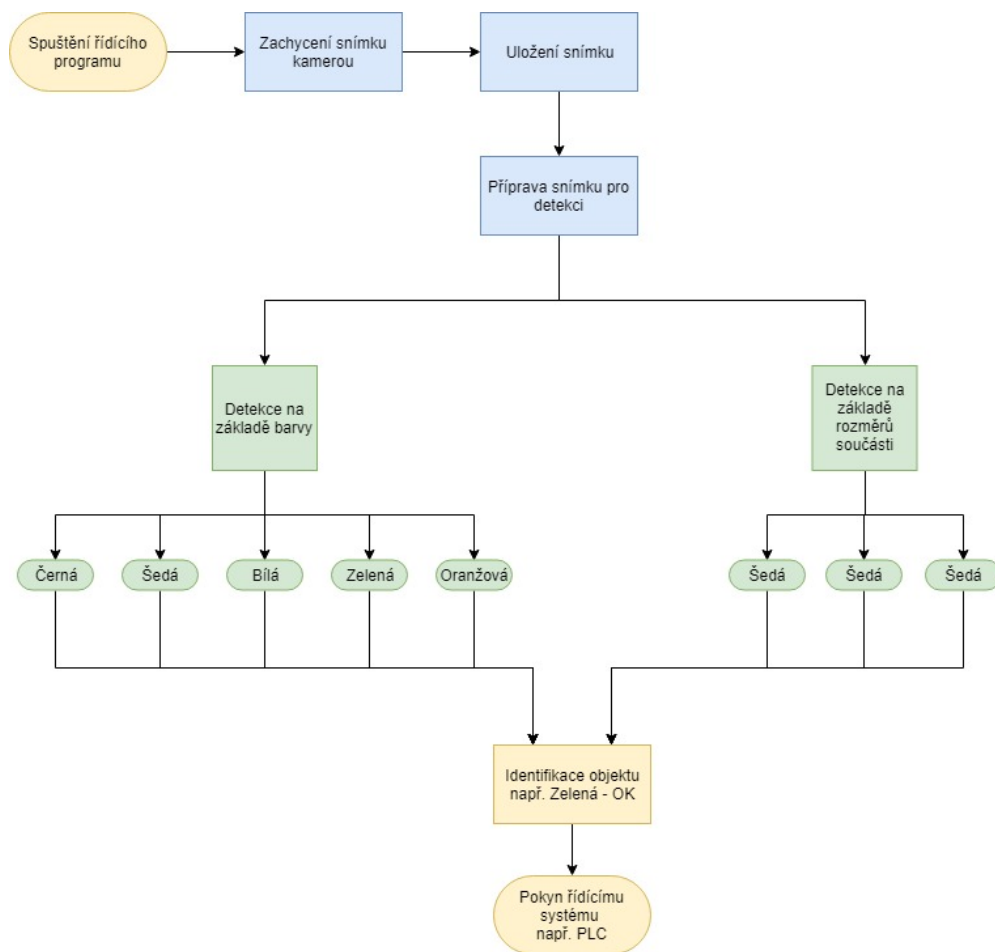 Spuštění řídícího
programu
Zachycení snímku
kamerou
Uložení snímku
Příprava snímku pro
detekci
Detekce na
základě barvy
Detekce na
základě
rozměrů
součásti
Černá
Šedá
Bílá
Zelená
Oranžová
Šedá
Šedá
Šedá
Identifikace objektu
např. Zelená - OK
Pokyn řídícímu
systému
např. PLC